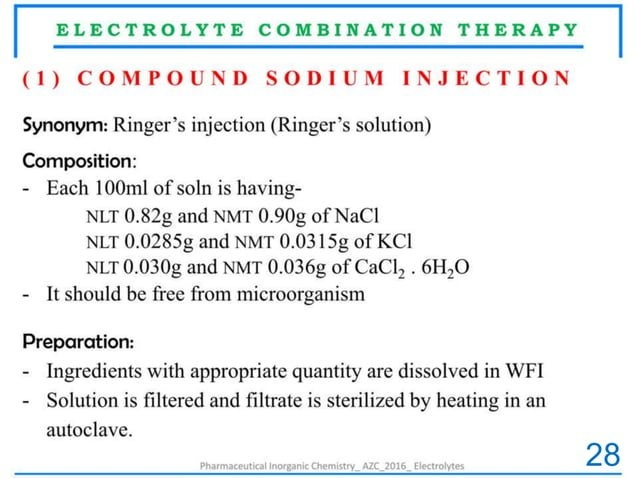 ELECTROLYTE COMBINATION THERAPY
(1) COMPOUND SODIUM INJECTION
Synonym: Ringer's injection (Ringer's solution)
Composition:
- Each 100ml of soln is having-
NLT 0.82g and NMT 0.90g of NaCl
NLT 0.0285g and NMT 0.0315g of KCl
NLT 0.030g and NMT 0.036g of CaCl₂ . 6H₂O
- It should be free from microorganism
Preparation:
- Ingredients with appropriate quantity are dissolved in WFI
- Solution is filtered and filtrate is sterilized by heating in an
autoclave.
Pharmaceutical Inorganic Chemistry_ AZC_2016_ Electrolytes
28